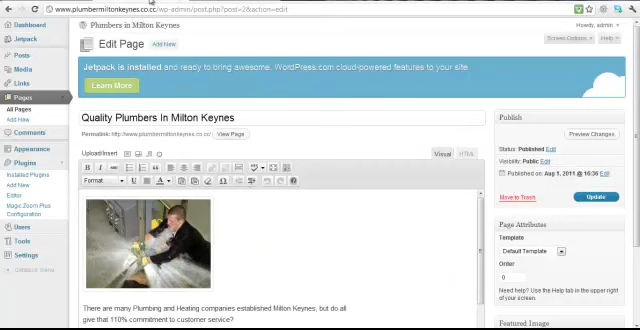 www.plumbermiltonkeynes.co.cc/wp-admin/post.php?post=2&action=edit
Plumbers in Milton Keynes
Howdy, admin
Dashboard
Jetpack
Posts
Media
Links
Pages
All Pages
Add New
Comments
Appearance
Plugins
Installed Plugins
Add New
Editor
Magic Zoom Plus
Configuration
Users
Tools
Settings
Collapse menu
Edit Page
Add New
Screen Options
Help
Jetpack is installed and ready to bring awesome, WordPress.com cloud-powered features to your site
Learn More
Quality Plumbers In Milton Keynes
Permalink: http://www.plumbermiltonkeynes.co.cc/
View Page
Upload/Insert
Visual
HTML
Format
There are many Plumbing and Heating companies established Milton Keynes, but do all
give that 110% commitment to customer service?
Publish
Preview Changes
Status: Published Edit
Visibility: Public Edit
Published on: Aug 1, 2011 @ 16:36 Edit
Move to Trash
Update
Page Attributes
Template
Default Template
Order
0
Need help? Use the Help tab in the upper right
of your screen.
Featured Image